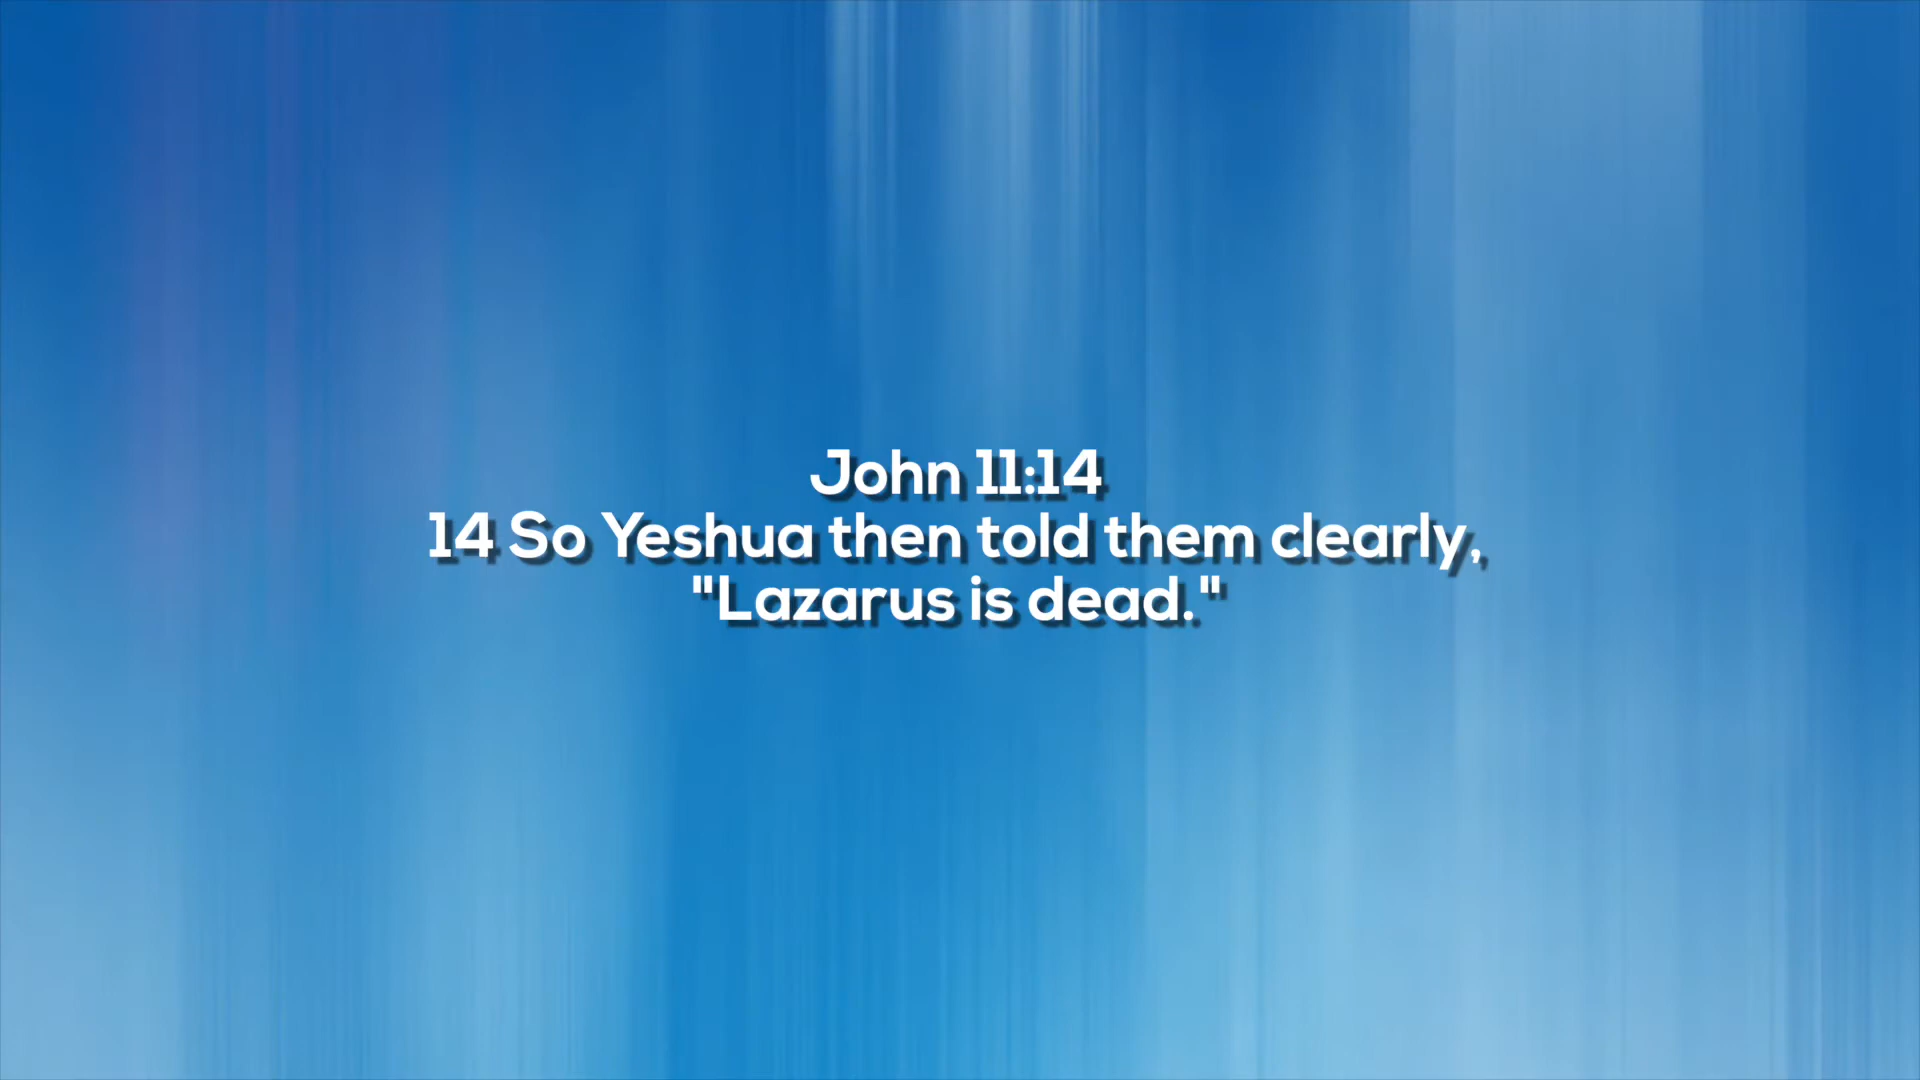 John 11:14
14 So Yeshua then told them clearly,
"Lazarus is dead."